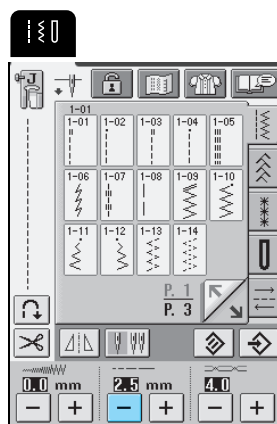 J
1-01
1-01 1-02 1-03 1-04 1-05
1-06 1-07 1-08 1-09 1-10
1-11 1-12 1-13 1-14
P. 1
P. 3
0.0 mm 2.5 mm 4.0
− + − + − +